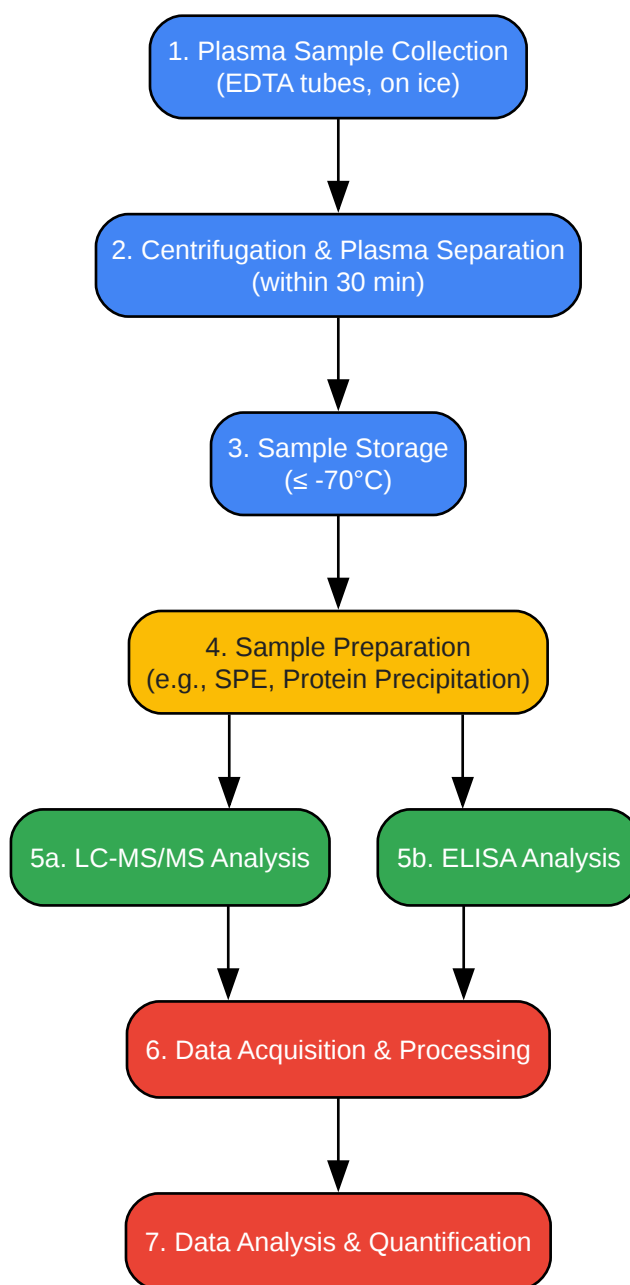 1. Plasma Sample Collection
(EDTA tubes, on ice)
2. Centrifugation & Plasma Separation
(within 30 min)
3. Sample Storage
(≤ -70°C)
4. Sample Preparation
(e.g., SPE, Protein Precipitation)
5a. LC-MS/MS Analysis
5b. ELISA Analysis
6. Data Acquisition & Processing
7. Data Analysis & Quantification